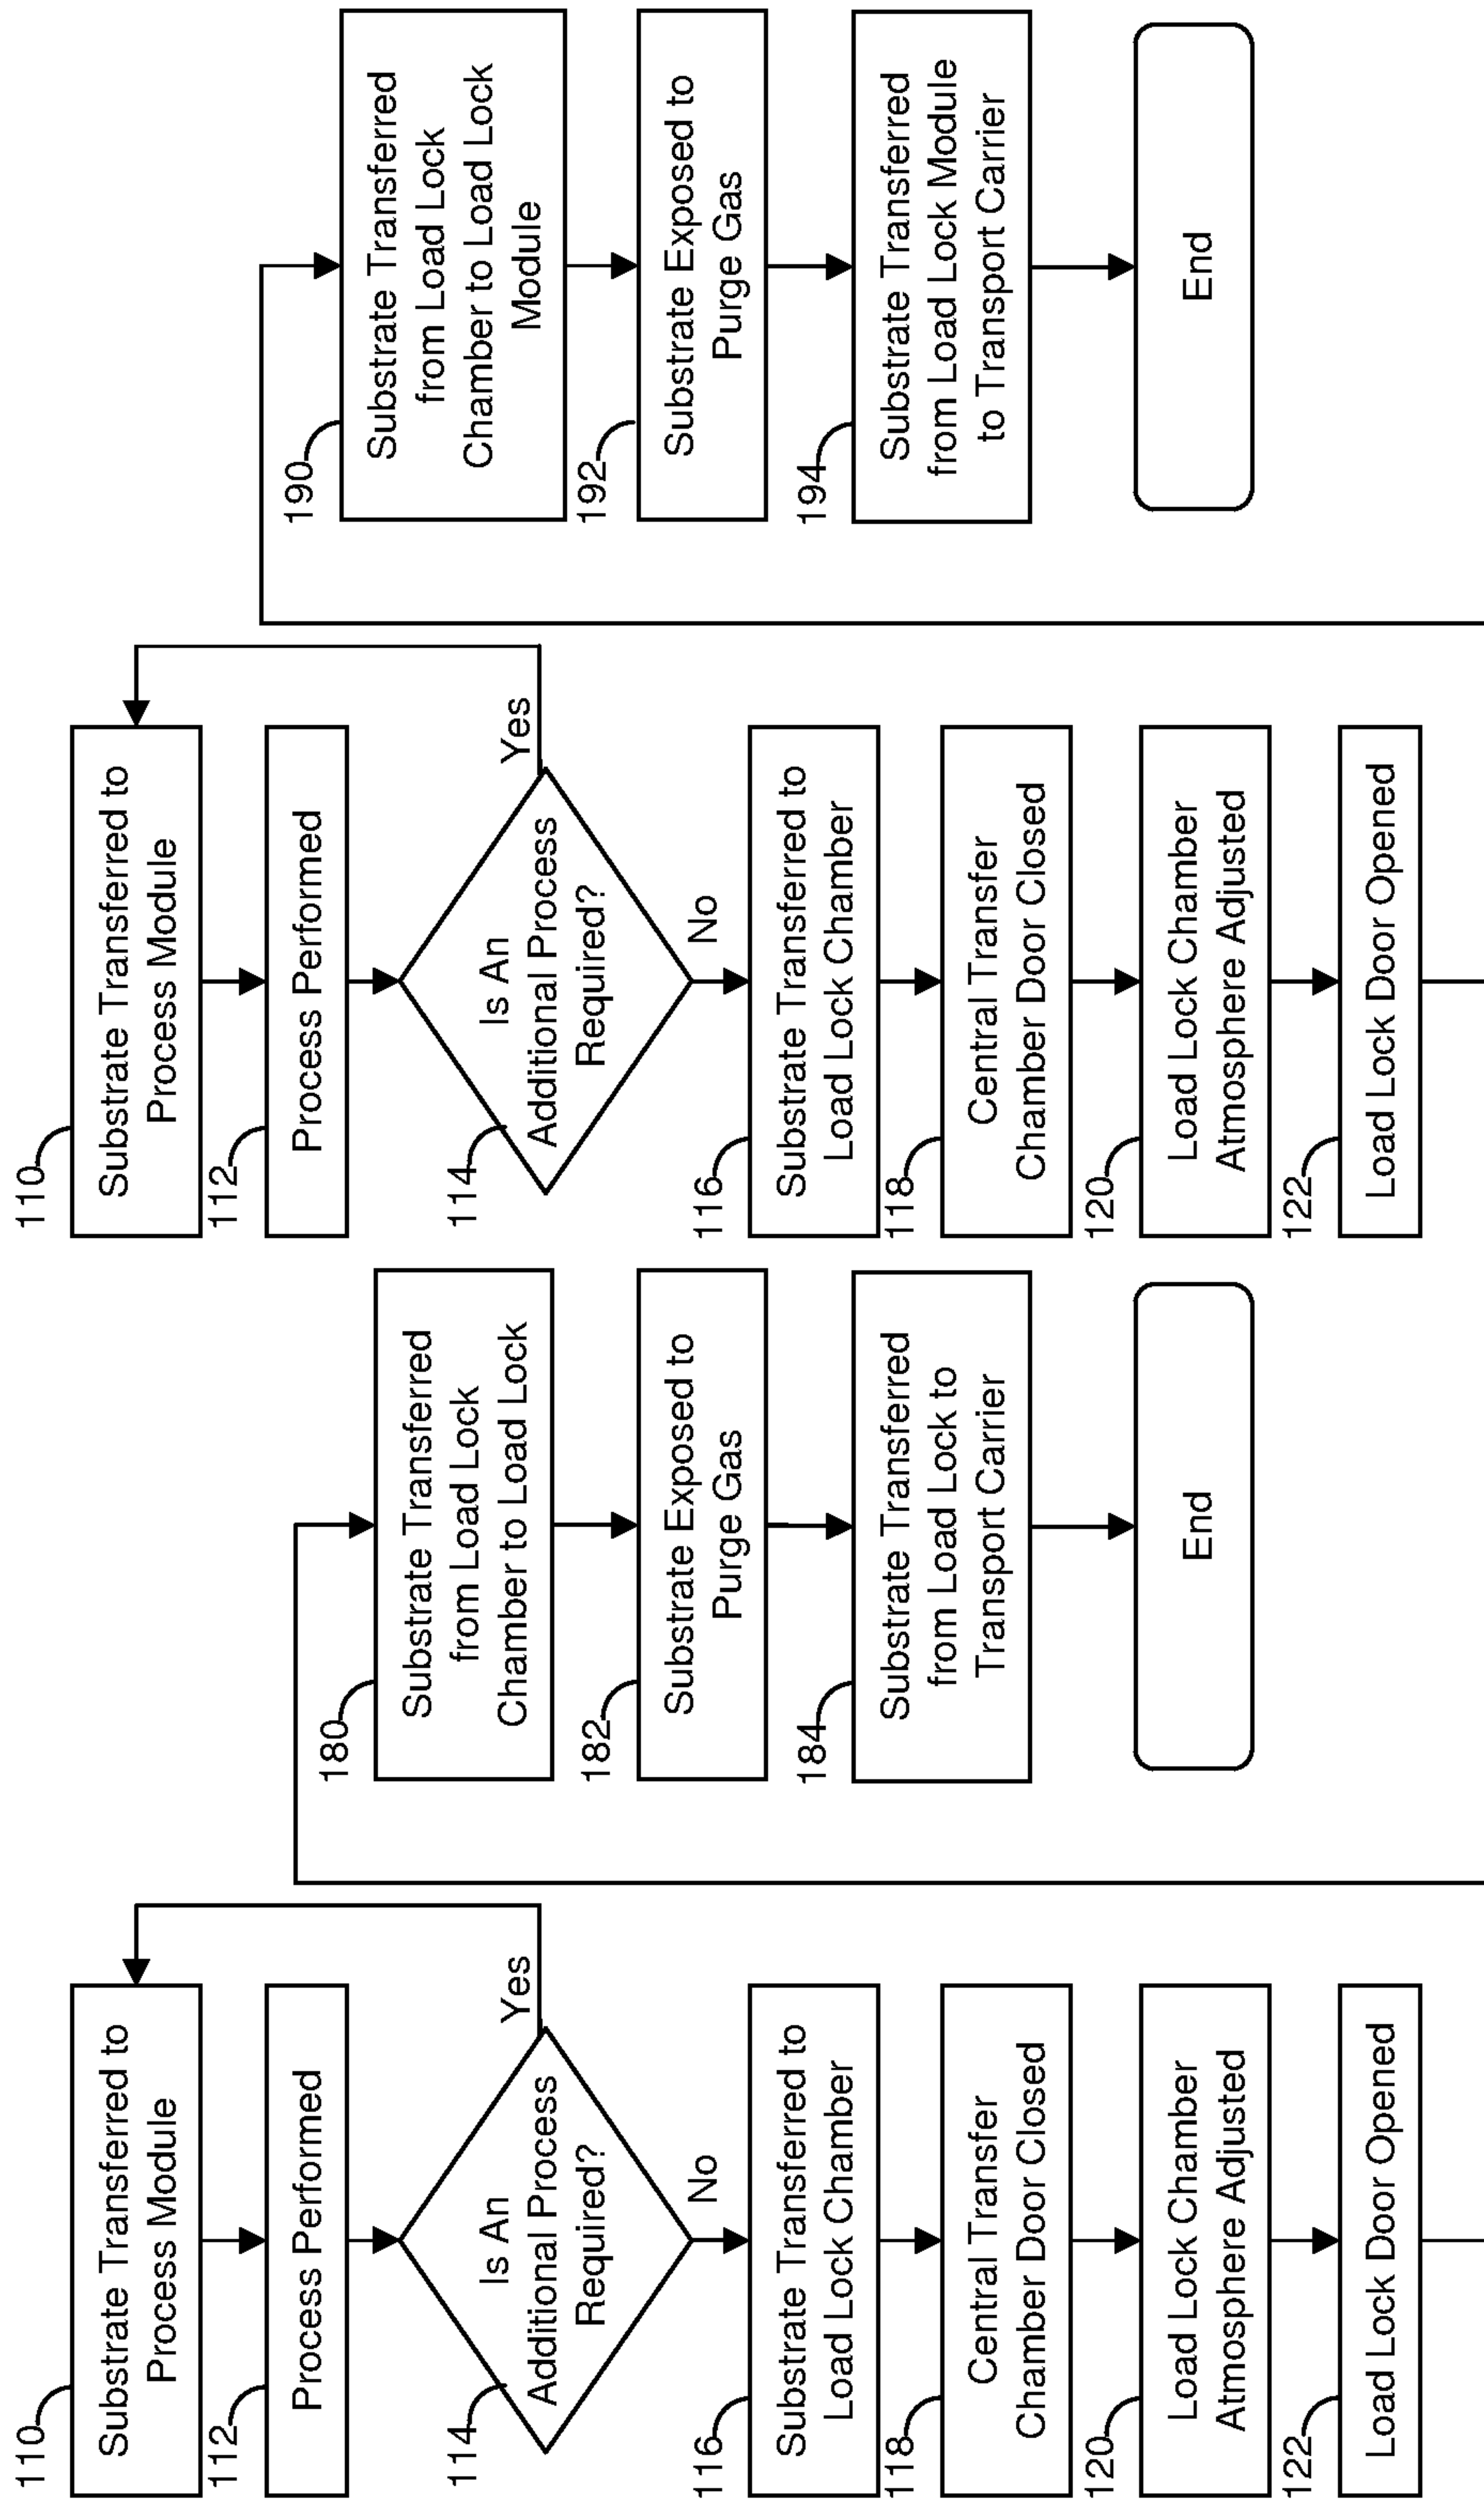 110
Substrate Transferred to
Process Module
112
Process Performed
114
Is An
Additional Process
Required?
Yes
No
116
Substrate Transferred to
Load Lock Chamber
118
Central Transfer
Chamber Door Closed
120
Load Lock Chamber
Atmosphere Adjusted
122
Load Lock Door Opened
180
Substrate Transferred
from Load Lock
Chamber to Load Lock
182
Substrate Exposed to
Purge Gas
184
Substrate Transferred
from Load Lock to
Transport Carrier
End
110
Substrate Transferred to
Process Module
112
Process Performed
114
Is An
Additional Process
Required?
Yes
No
116
Substrate Transferred to
Load Lock Chamber
118
Central Transfer
Chamber Door Closed
120
Load Lock Chamber
Atmosphere Adjusted
122
Load Lock Door Opened
190
Substrate Transferred
from Load Lock
Chamber to Load Lock
Module
192
Substrate Exposed to
Purge Gas
194
Substrate Transferred
from Load Lock Module
to Transport Carrier
End